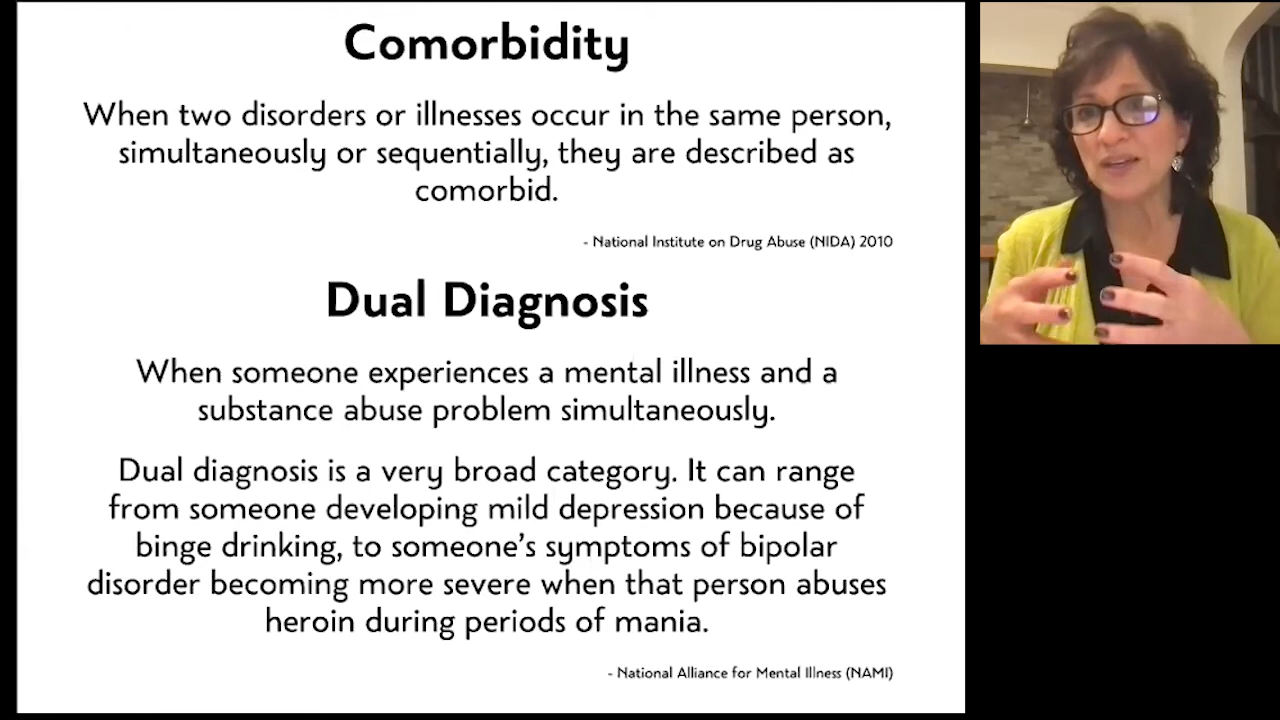 Comorbidity
When two disorders or illnesses occur in the same person,
simultaneously or sequentially, they are described as
comorbid.
- National Institute on Drug Abuse (NIDA) 2010
Dual Diagnosis
When someone experiences a mental illness and a
substance abuse problem simultaneously.
Dual diagnosis is a very broad category. It can range
from someone developing mild depression because of
binge drinking, to someone’s symptoms of bipolar
disorder becoming more severe when that person abuses
heroin during periods of mania.
- National Alliance for Mental Illness (NAMI)